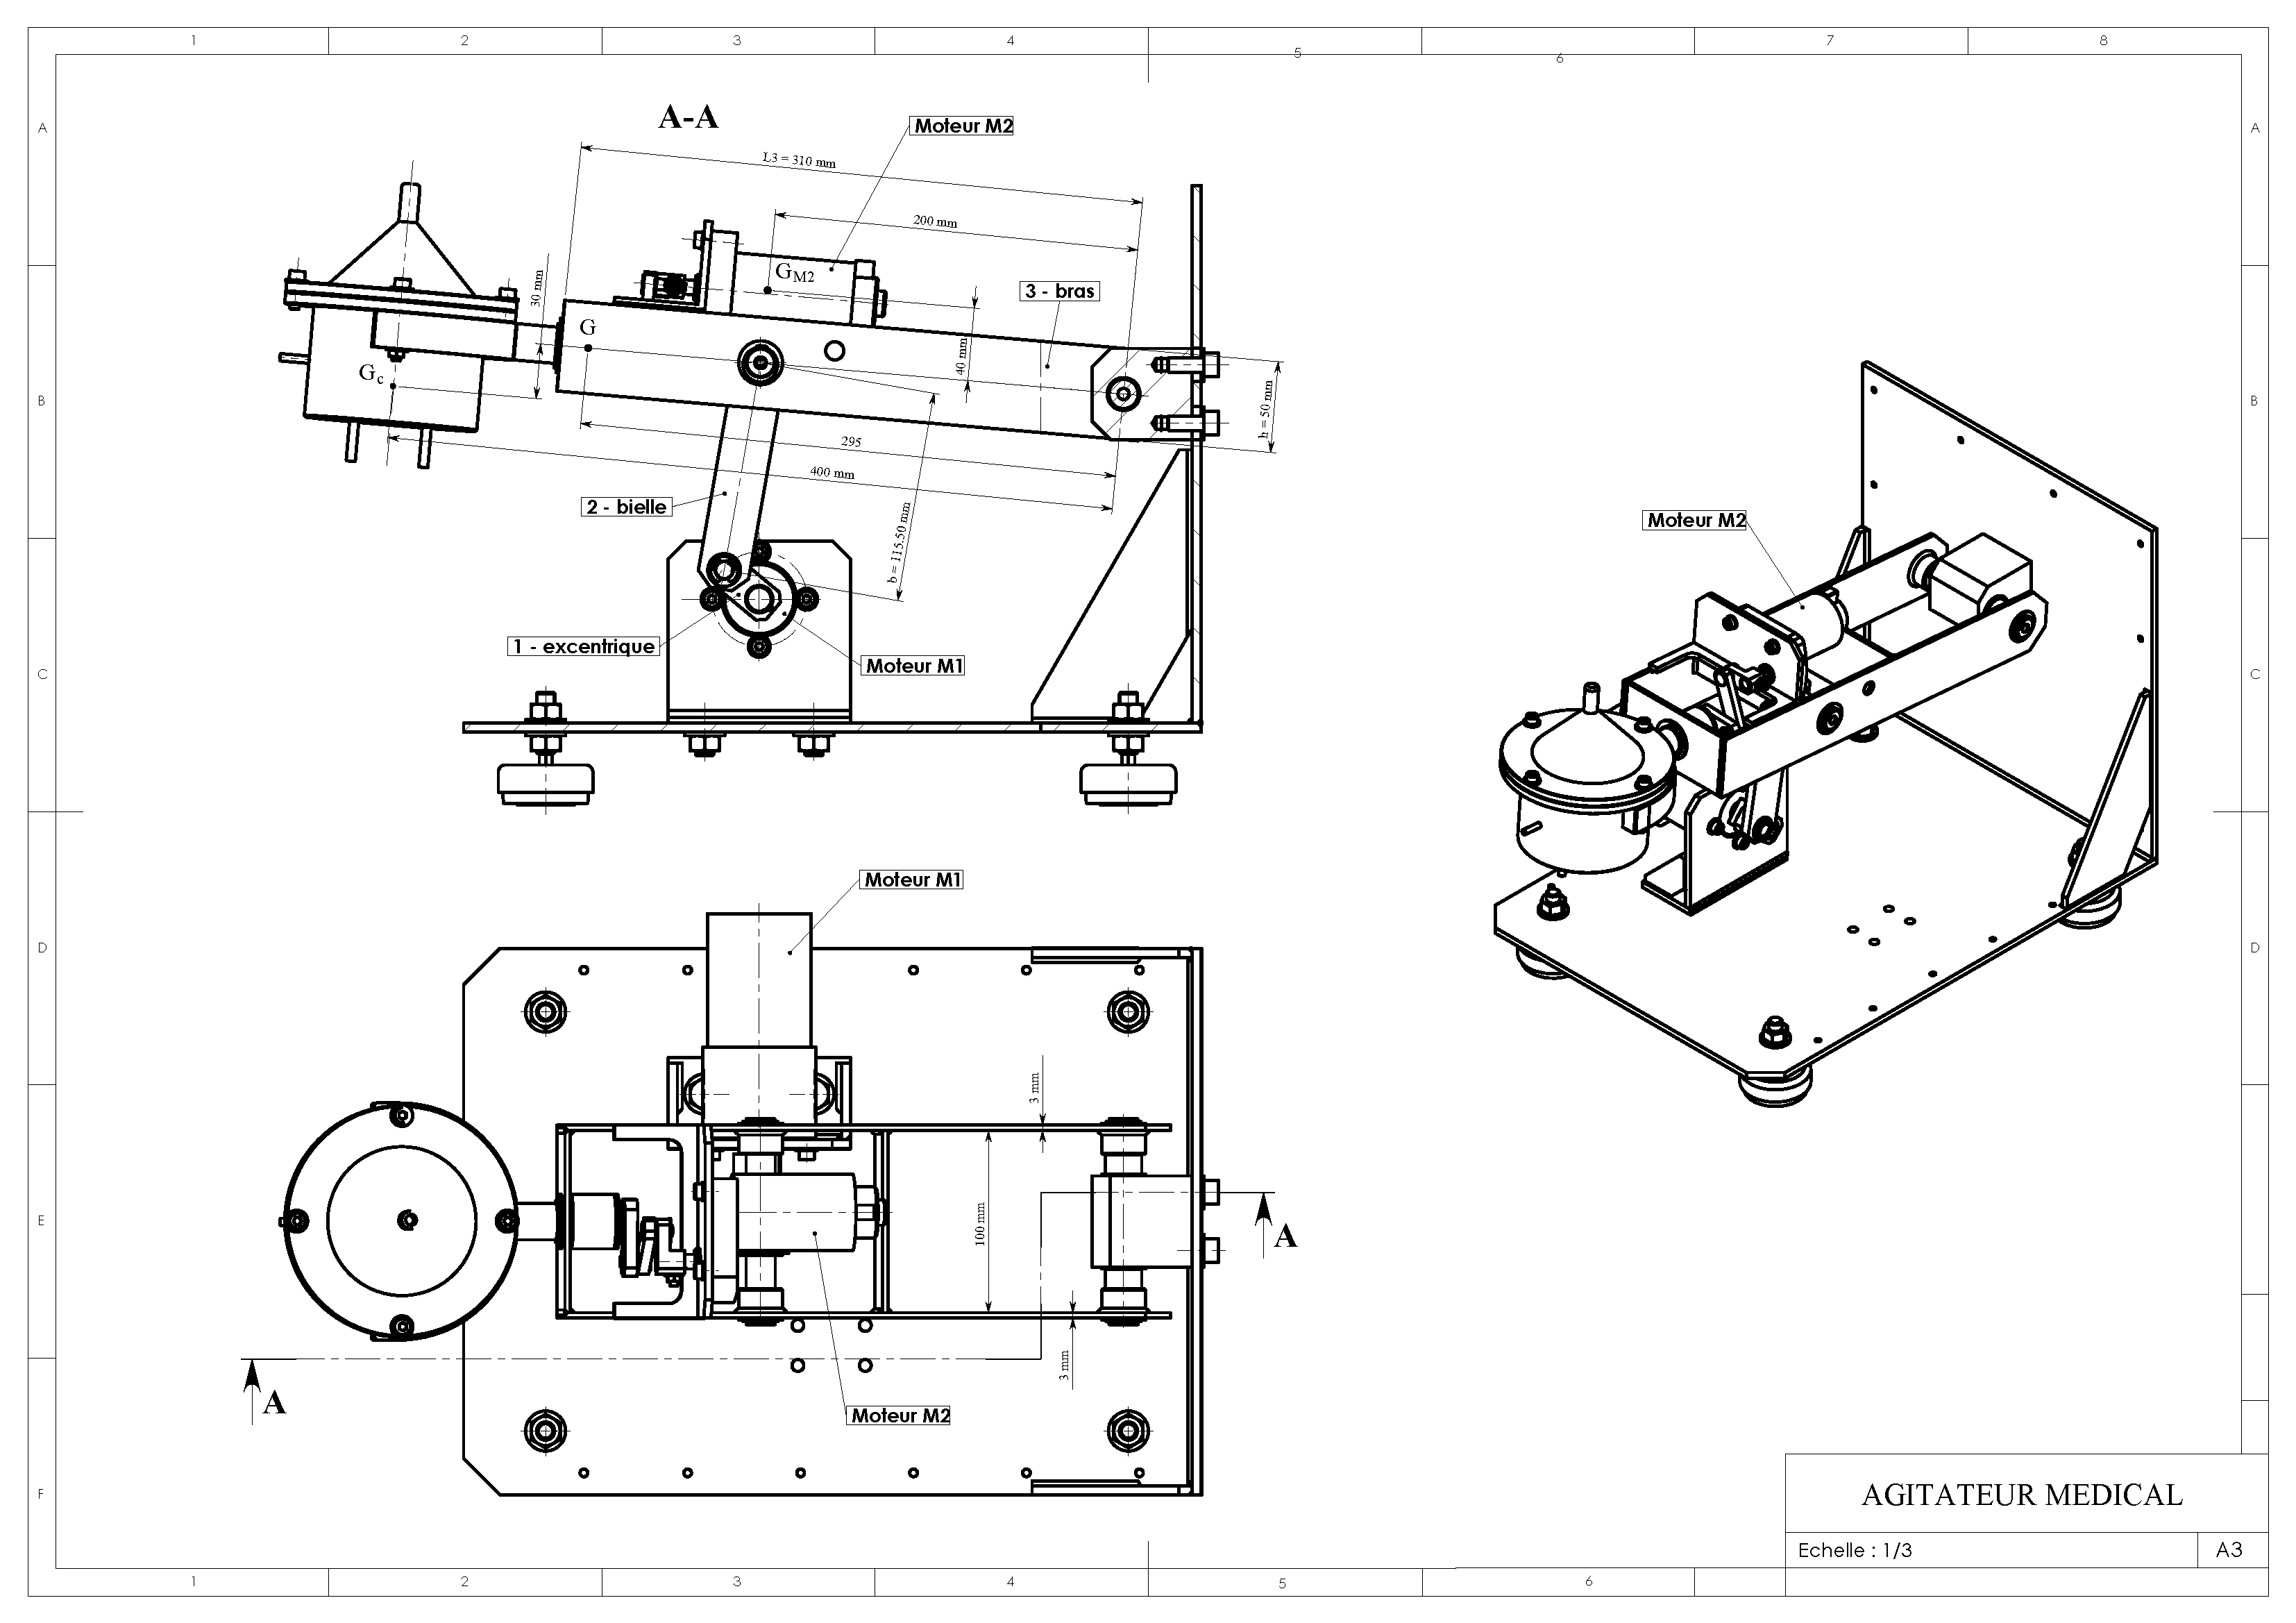 1 2 3 4 5 6 7 8
A A
A-A
Moteur M2
L3 = 310 mm
200 mm
G M2
30 mm
3 - bras
G
40 mm
Gc
h = 50 mm
B B
295
400 mm
2 - bielle
b = 115.50 mm
Moteur M2
1 - excentrique
Moteur M1
C C
Moteur M1
D D
3 mm
100 mm
E E
A
3 mm
A
Moteur M2
F
AGITATEUR MEDICAL
Echelle : 1/3
A3
1 2 3 4 5 6